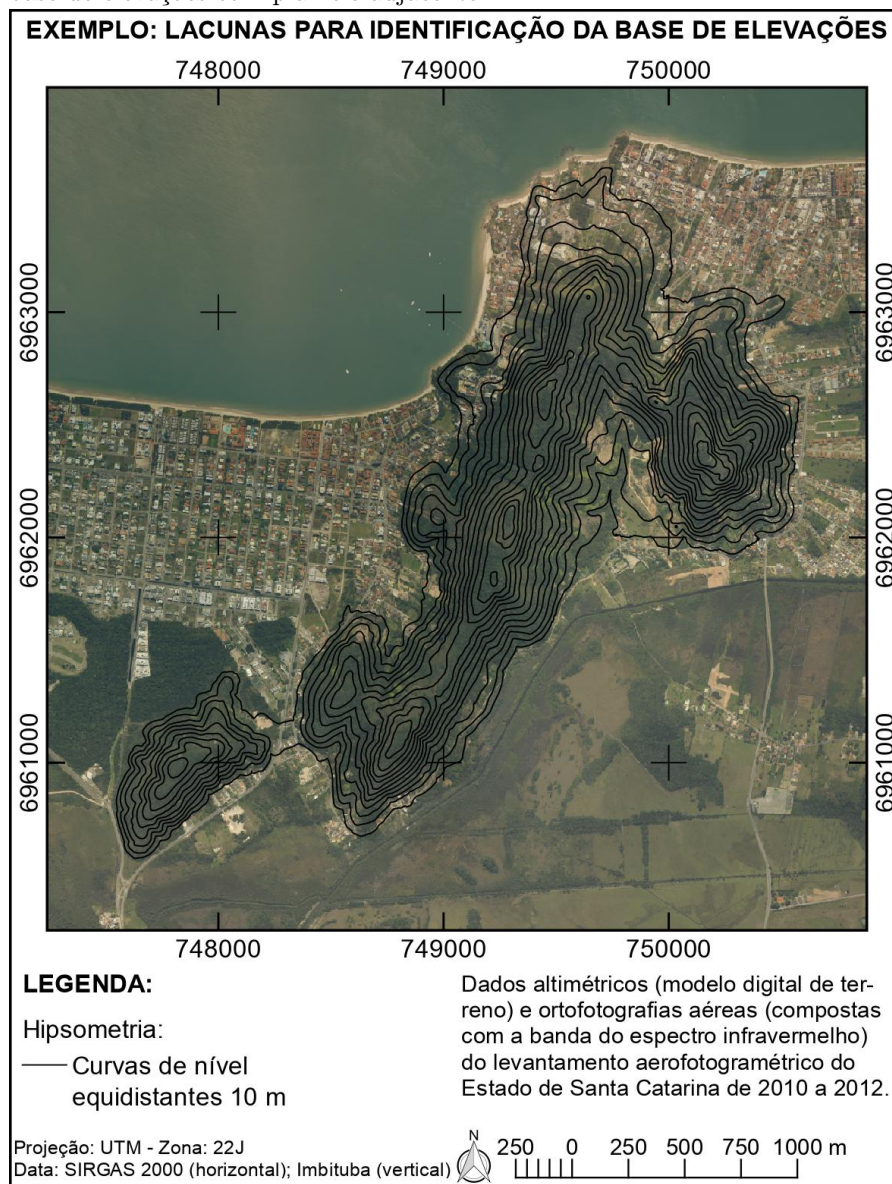 EXEMPLO: LACUNAS PARA IDENTIFICAÇÃO DA BASE DE ELEVAÇÕES
748000 749000 750000
6963000 6963000
6962000 6962000
6961000 6961000
748000 749000 750000
LEGENDA:
Hipsometria:
Curvas de nível
equidistantes 10 m
Dados altimétricos (modelo digital de ter-
reno) e ortofotografias aéreas (compostas
com a banda do espectro infravermelho)
do levantamento aerofotogramétrico do
Estado de Santa Catarina de 2010 a 2012.
Projeção: UTM - Zona: 22J
Data: SIRGAS 2000 (horizontal); Imbituba (vertical)
N
250 0 250 500 750 1000 m